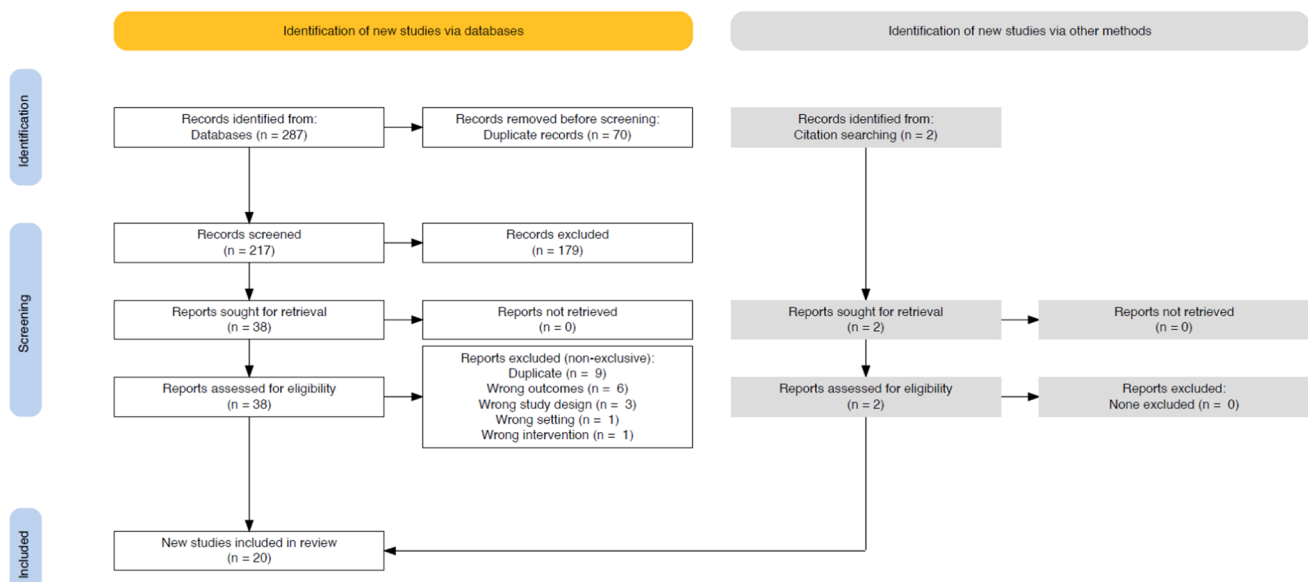 Identification of new studies via databases
Identification of new studies via other methods
Identification
Records identified from:
Databases (n = 287)
Records removed before screening:
Duplicate records (n = 70)
Records identified from:
Citation searching (n = 2)
Screening
Records screened
(n = 217)
Records excluded
(n = 179)
Reports sought for retrieval
(n = 38)
Reports not retrieved
(n = 0)
Reports sought for retrieval
(n = 2)
Reports not retrieved
(n = 0)
Reports assessed for eligibility
(n = 38)
Reports excluded (non-exclusive):
Duplicate (n = 9)
Wrong outcomes (n = 6)
Wrong study design (n = 3)
Wrong setting (n = 1)
Wrong intervention (n = 1)
Reports assessed for eligibility
(n = 2)
Reports excluded:
None excluded (n = 0)
Included
New studies included in review
(n = 20)